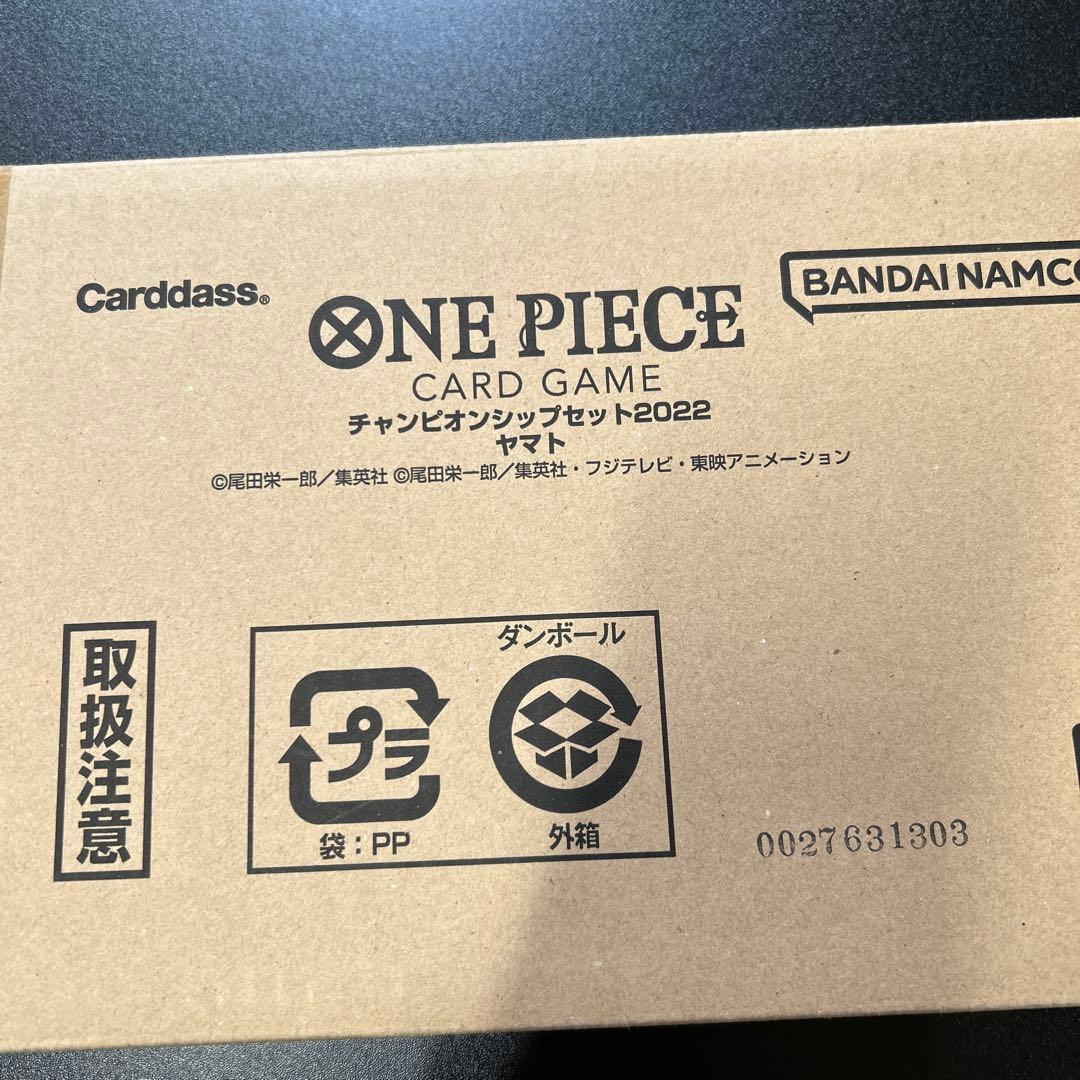 Carddass®
ONE PIECE
CARD GAME
BANDAI NAMCO
チャンピオンシップセット2022
ヤマト
©尾田栄一郎／集英社 ©尾田栄一郎／集英社・フジテレビ・東映アニメーション
取扱注意
プラ
袋：PP
ダンボール
外箱
0027631303